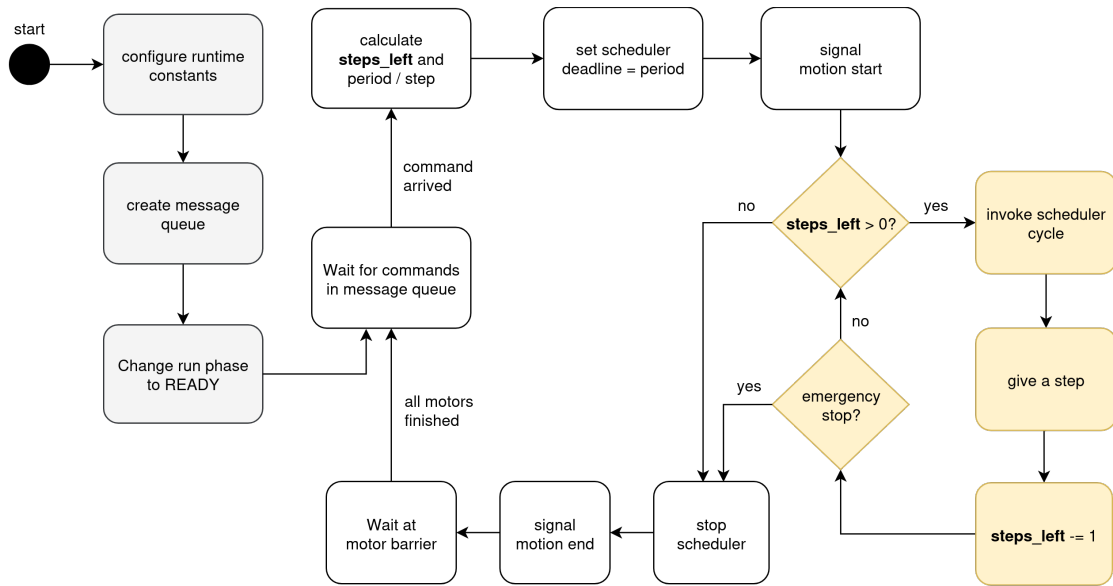 start
configure runtime
constants
create message
queue
Change run phase
to READY
Wait for commands
in message queue
command
arrived
calculate
steps_left and
period / step
set scheduler
deadline = period
signal
motion start
steps_left > 0?
no
yes
invoke scheduler
cycle
give a step
steps_left -= 1
emergency
stop?
no
yes
stop
scheduler
signal
motion end
Wait at
motor barrier
all motors
finished